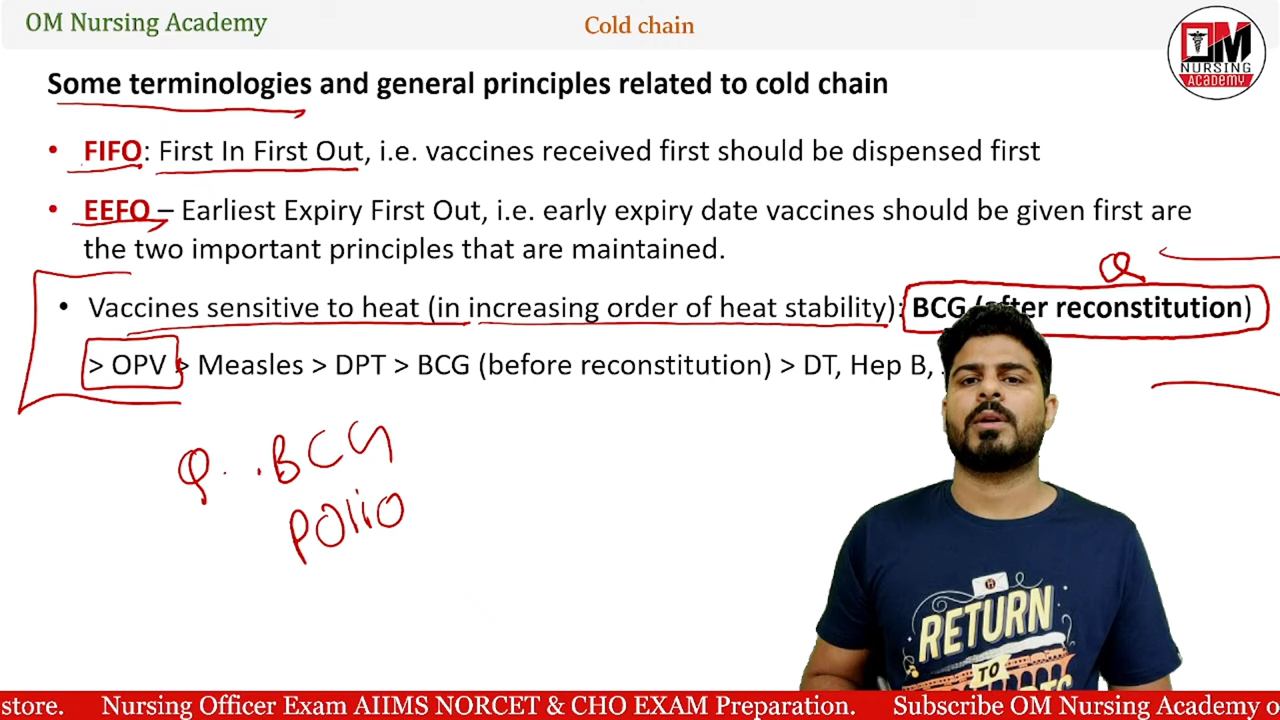 OM Nursing Academy
Cold chain
OM
NURSING
ACADEMY
Some terminologies and general principles related to cold chain
• FIFO: First In First Out, i.e. vaccines received first should be dispensed first
• EEFO – Earliest Expiry First Out, i.e. early expiry date vaccines should be given first are
the two important principles that are maintained.
Q
• Vaccines sensitive to heat (in increasing order of heat stability): BCG (after reconstitution)
> OPV > Measles > DPT > BCG (before reconstitution) > DT, Hep B,
Q. .BCG
Polio
RETURN
TO
store. Nursing Officer Exam AIIMS NORCET & CHO EXAM Preparation. Subscribe OM Nursing Academy